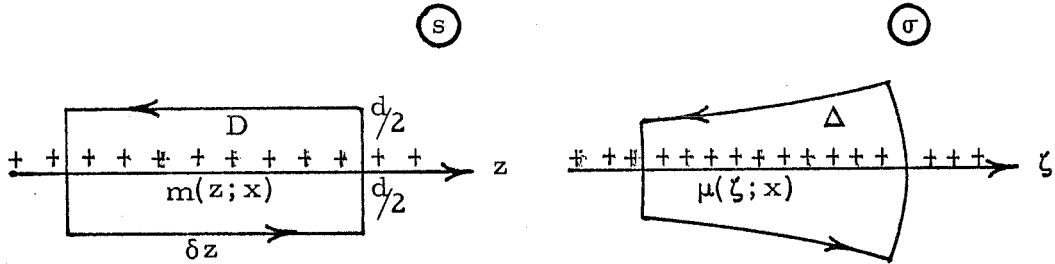 s
σ
d/2
D
Δ
+ + + + + + + + + + + + z
+ + + + + + + + + + + + + + + ζ
m(z; x)
d/2
μ(ζ; x)
δz